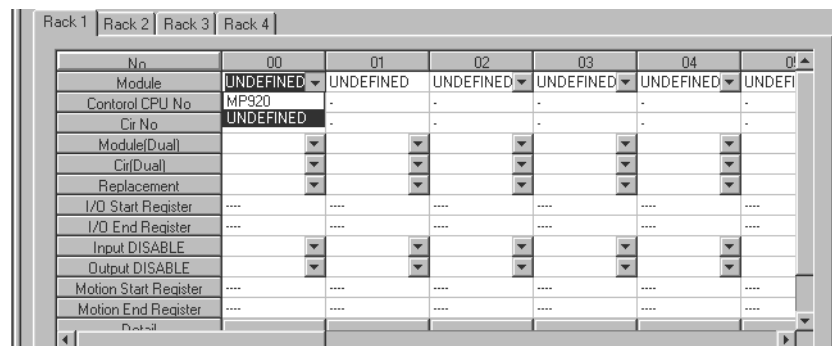 Rack 1 Rack 2 Rack 3 Rack 4
No 00 01 02 03 04
Module UNDEFINED UNDEFINED UNDEFINED UNDEFINED UNDEFINED UNDEFI
Contorol CPU No MP920 - - - - -
Cir No UNDEFINED - - - - -
Module(Dual)
Cir(Dual)
Replacement
I/O Start Register ---- ---- ---- ---- ---- ----
I/O End Register ---- ---- ---- ---- ---- ----
Input DISABLE
Output DISABLE
Motion Start Register ---- ---- ---- ---- ---- ----
Motion End Register ---- ---- ---- ---- ---- ----
Detail